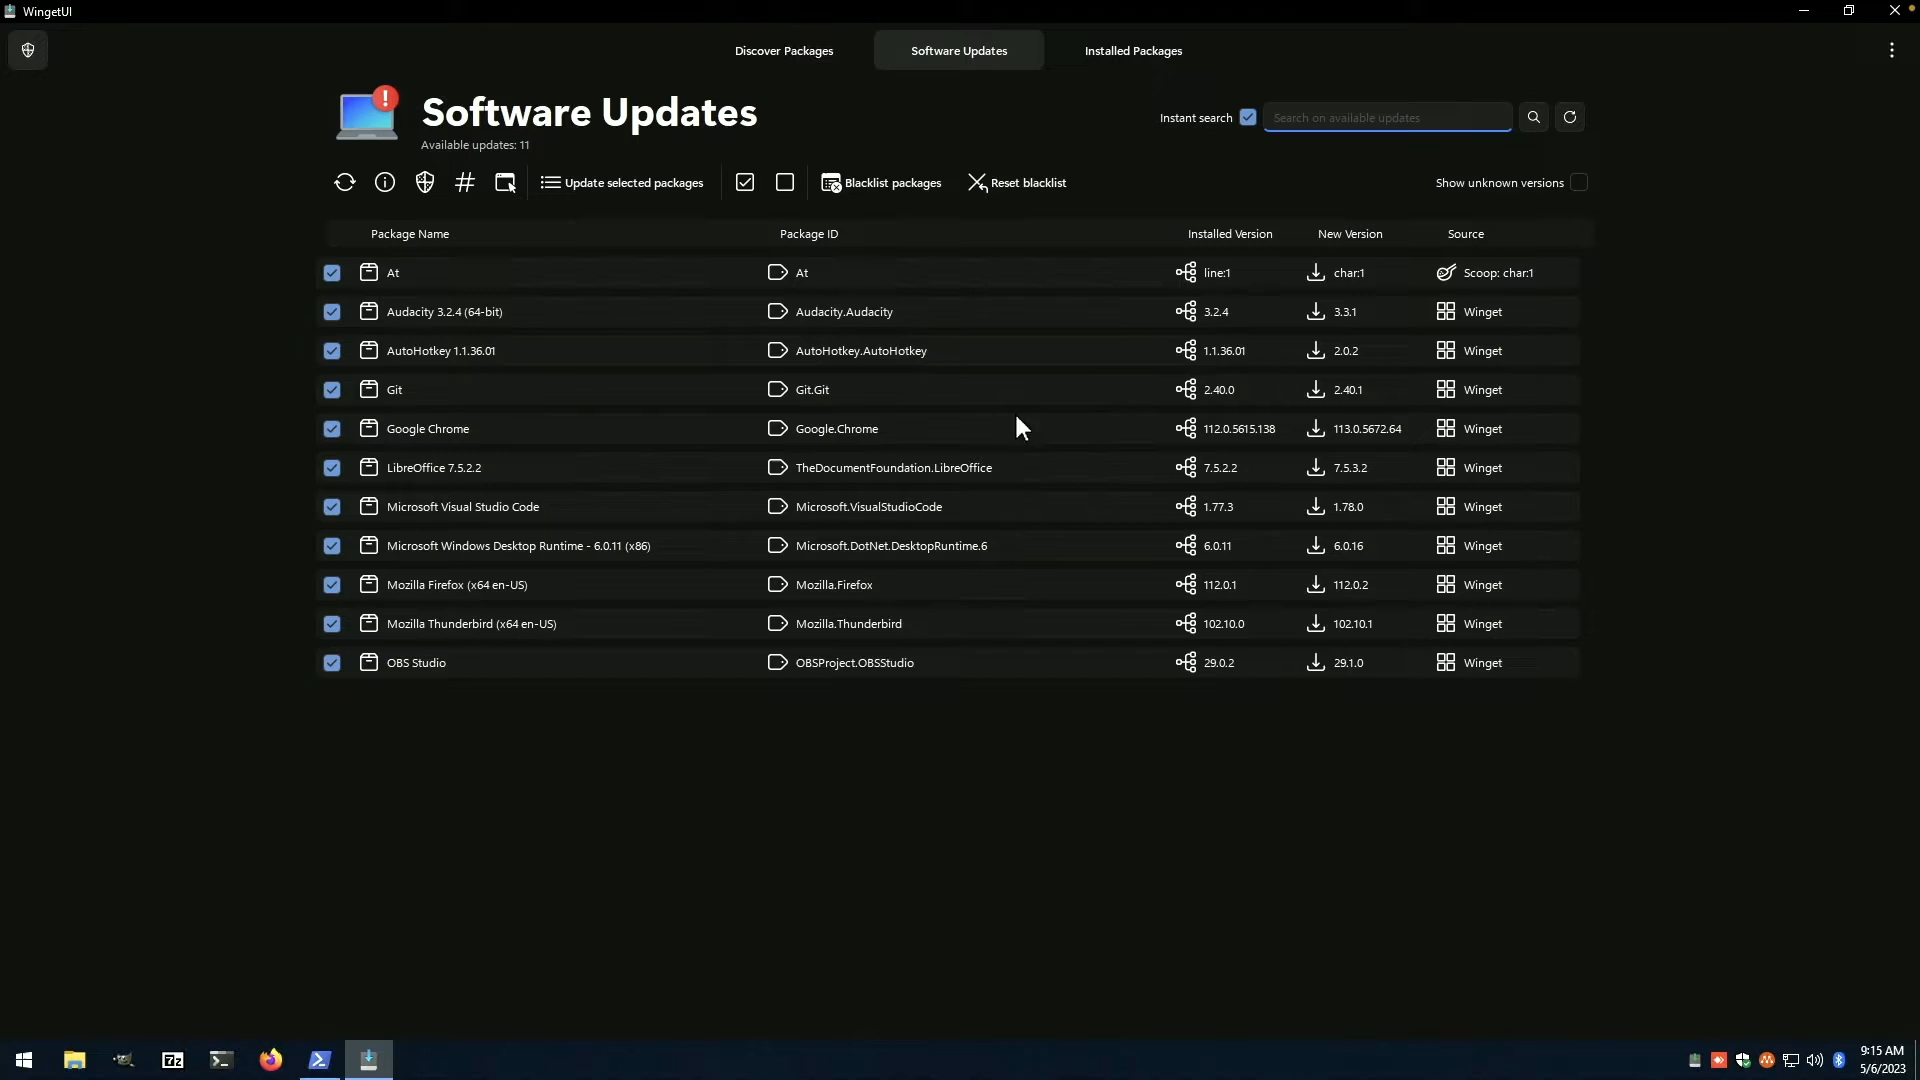 WingetUI
Discover Packages
Software Updates
Installed Packages
Software Updates
Available updates: 11
Instant search
Search on available updates
Update selected packages
Blacklist packages
Reset blacklist
Show unknown versions
Package Name Package ID Installed Version New Version Source
At At line:1 char:1 Scoop: char:1
Audacity 3.2.4 (64-bit) Audacity.Audacity 3.2.4 3.3.1 Winget
AutoHotkey 1.1.36.01 AutoHotkey.AutoHotkey 1.1.36.01 2.0.2 Winget
Git Git.Git 2.40.0 2.40.1 Winget
Google Chrome Google.Chrome 112.0.5615.138 113.0.5672.64 Winget
LibreOffice 7.5.2.2 TheDocumentFoundation.LibreOffice 7.5.2.2 7.5.3.2 Winget
Microsoft Visual Studio Code Microsoft.VisualStudioCode 1.77.3 1.78.0 Winget
Microsoft Windows Desktop Runtime - 6.0.11 (x86) Microsoft.DotNet.DesktopRuntime.6 6.0.11 6.0.16 Winget
Mozilla Firefox (x64 en-US) Mozilla.Firefox 112.0.1 112.0.2 Winget
Mozilla Thunderbird (x64 en-US) Mozilla.Thunderbird 102.10.0 102.10.1 Winget
OBS Studio OBSProject.OBSStudio 29.0.2 29.1.0 Winget
7z
9:15 AM
5/6/2023